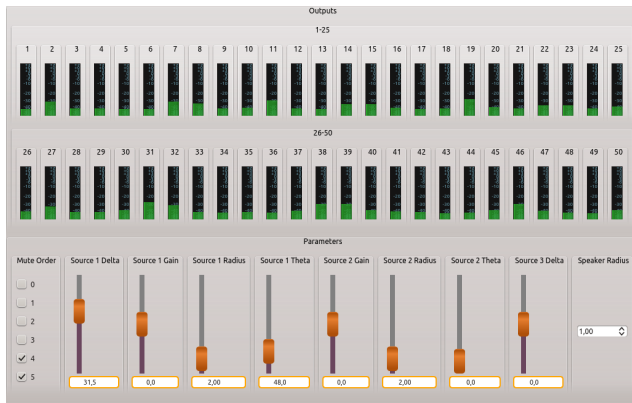 Outputs
1-25
1 2 3 4 5 6 7 8 9 10 11 12 13 14 15 16 17 18 19 20 21 22 23 24 25
26-50
26 27 28 29 30 31 32 33 34 35 36 37 38 39 40 41 42 43 44 45 46 47 48 49 50
Parameters
Mute Order Source 1 Delta Source 1 Gain Source 1 Radius Source 1 Theta Source 2 Gain Source 2 Radius Source 2 Theta Source 3 Delta Speaker Radius
0
1
2
3
4
5
1,00
31,5 0,0 2,00 48,0 0,0 2,00 0,0 0,0